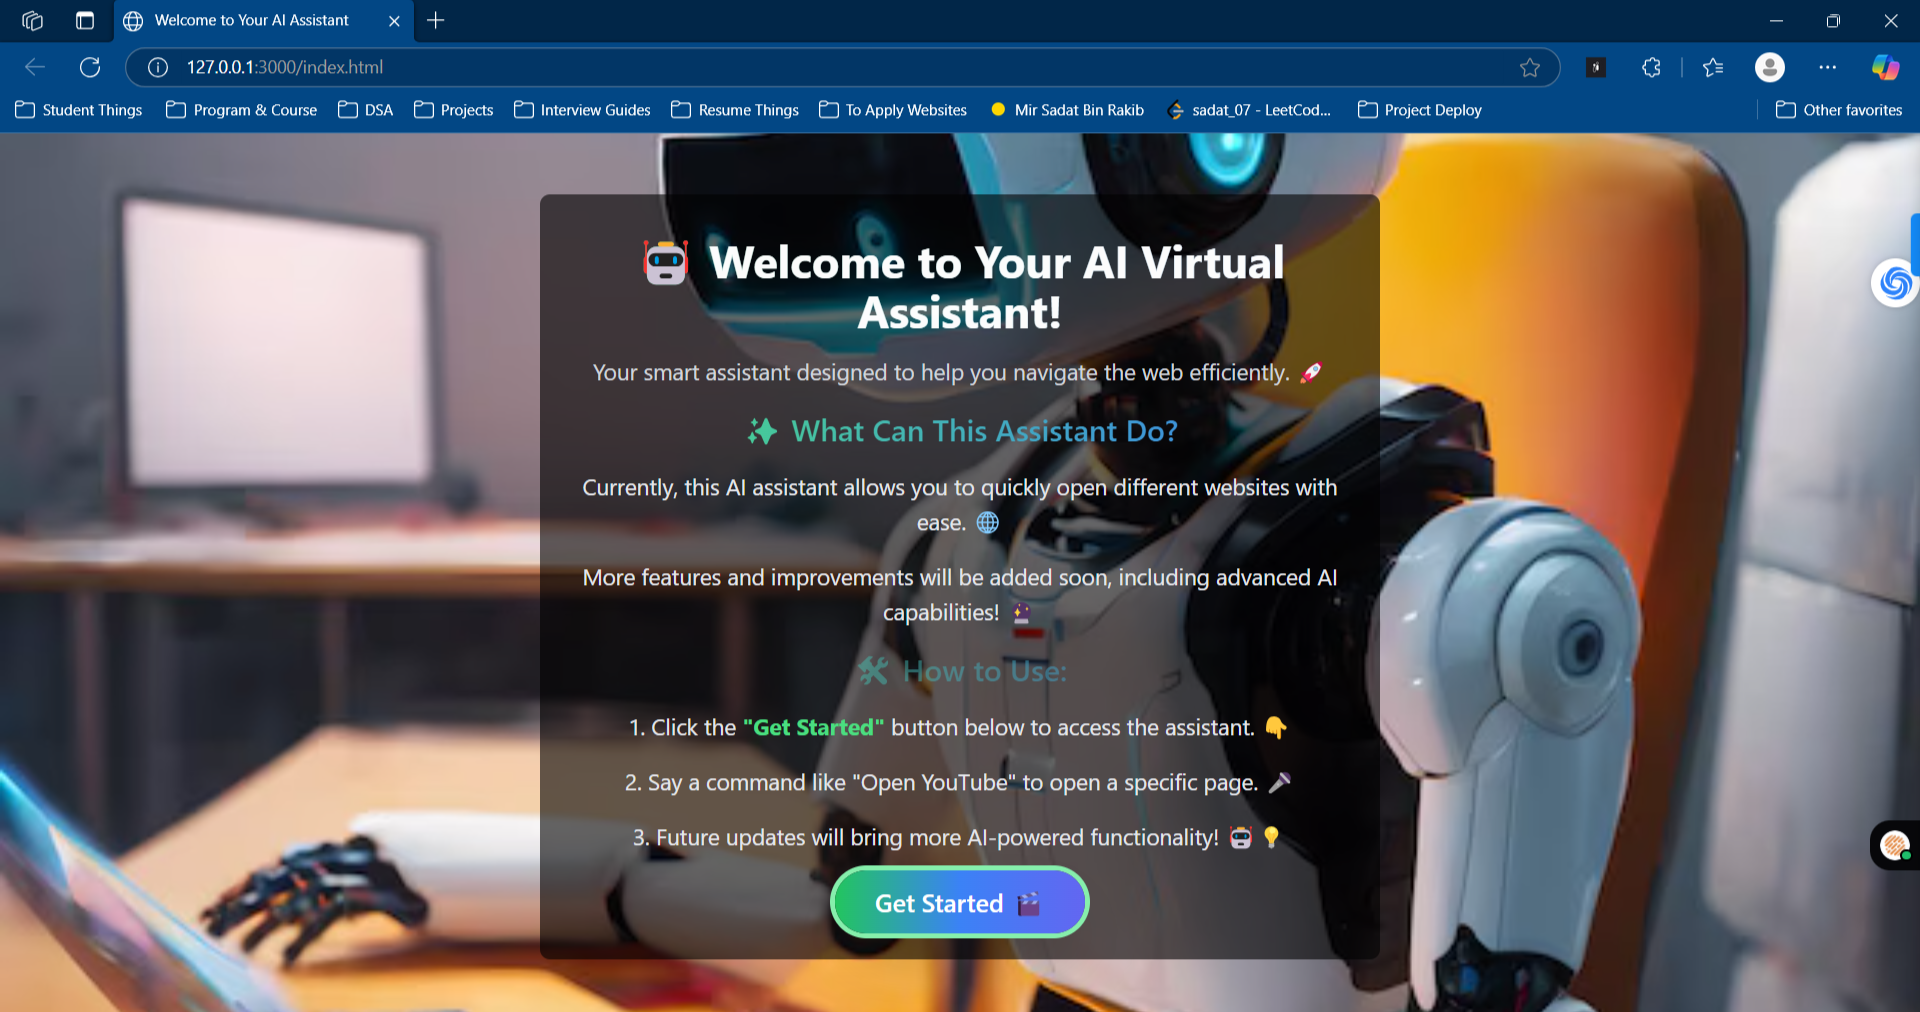 Welcome to Your AI Assistant
127.0.0.1:3000/index.html
Student Things Program & Course DSA Projects Interview Guides Resume Things To Apply Websites Mir Sadat Bin Rakib sadat_07 - LeetCod... Project Deploy Other favorites
🤖 Welcome to Your AI Virtual
Assistant!
Your smart assistant designed to help you navigate the web efficiently. 🚀
✨ What Can This Assistant Do?
Currently, this AI assistant allows you to quickly open different websites with
ease. 🌐
More features and improvements will be added soon, including advanced AI
capabilities! 🔮
🛠 How to Use:
1. Click the "Get Started" button below to access the assistant. 👇
2. Say a command like "Open YouTube" to open a specific page. 🎤
3. Future updates will bring more AI-powered functionality! 🤖 💡
Get Started 🎬